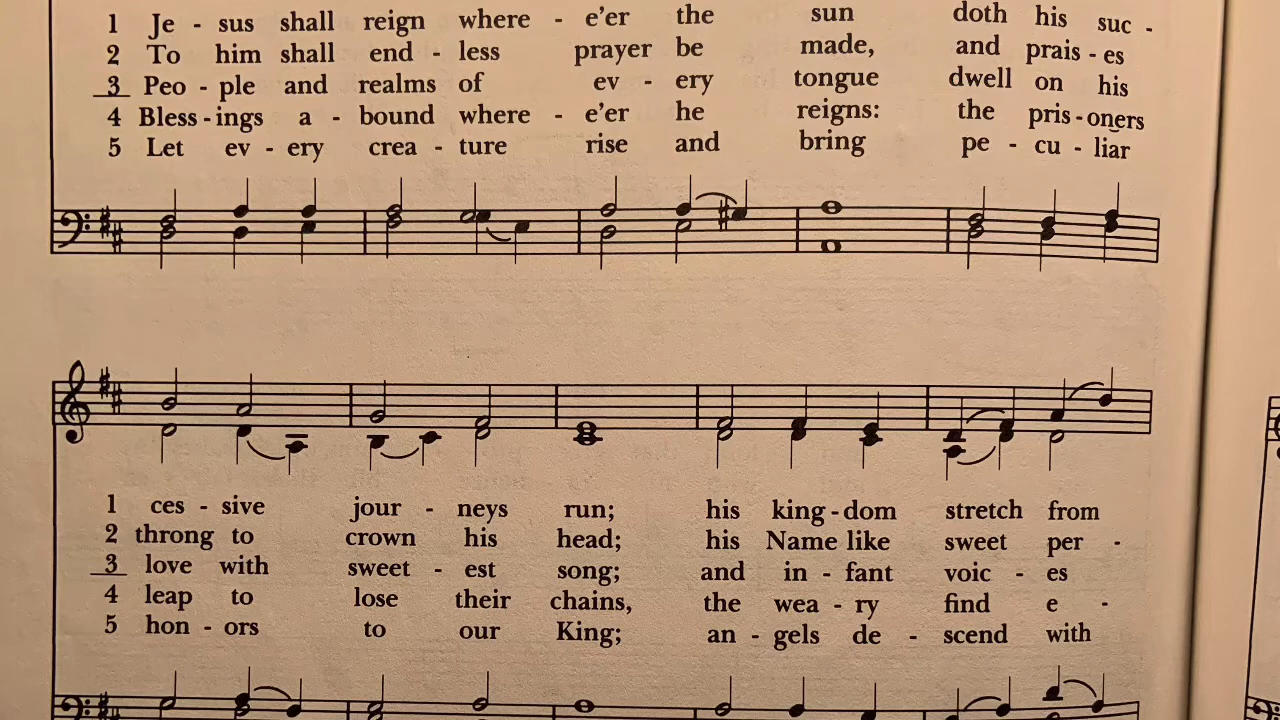 1 Je - sus shall reign where - e'er the sun doth his suc -
2 To him shall end - less prayer be made, and prais - es
3 Peo - ple and realms of ev - ery tongue dwell on his
4 Bless - ings a - bound where - e'er he reigns: the pris - oners
5 Let ev - ery crea - ture rise and bring pe - cu - liar
1 ces - sive jour - neys run; his king - dom stretch from
2 throng to crown his head; his Name like sweet per -
3 love with sweet - est song; and in - fant voic - es
4 leap to lose their chains, the wea - ry find e -
5 hon - ors to our King; an - gels de - scend with